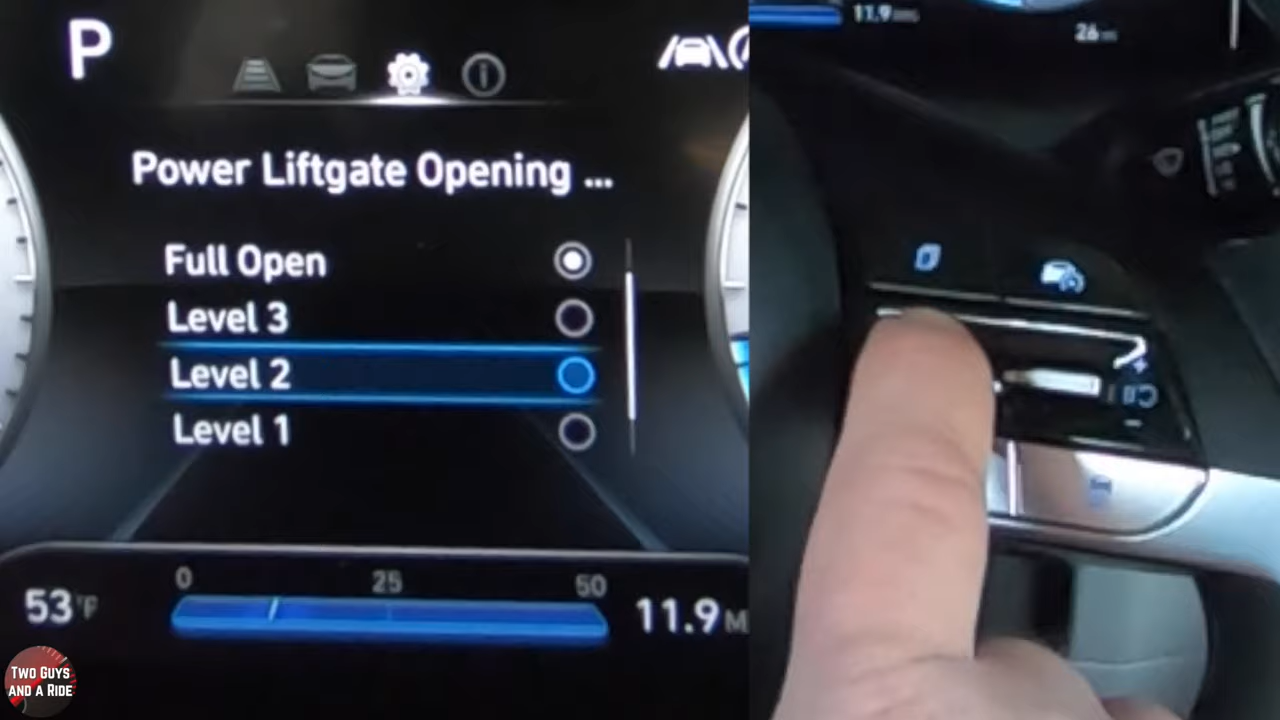 P
Power Liftgate Opening ...
Full Open
Level 3
Level 2
Level 1
0 25 50
53°F
11.9 M
TWO GUYS
AND A RIDE
11.9
26